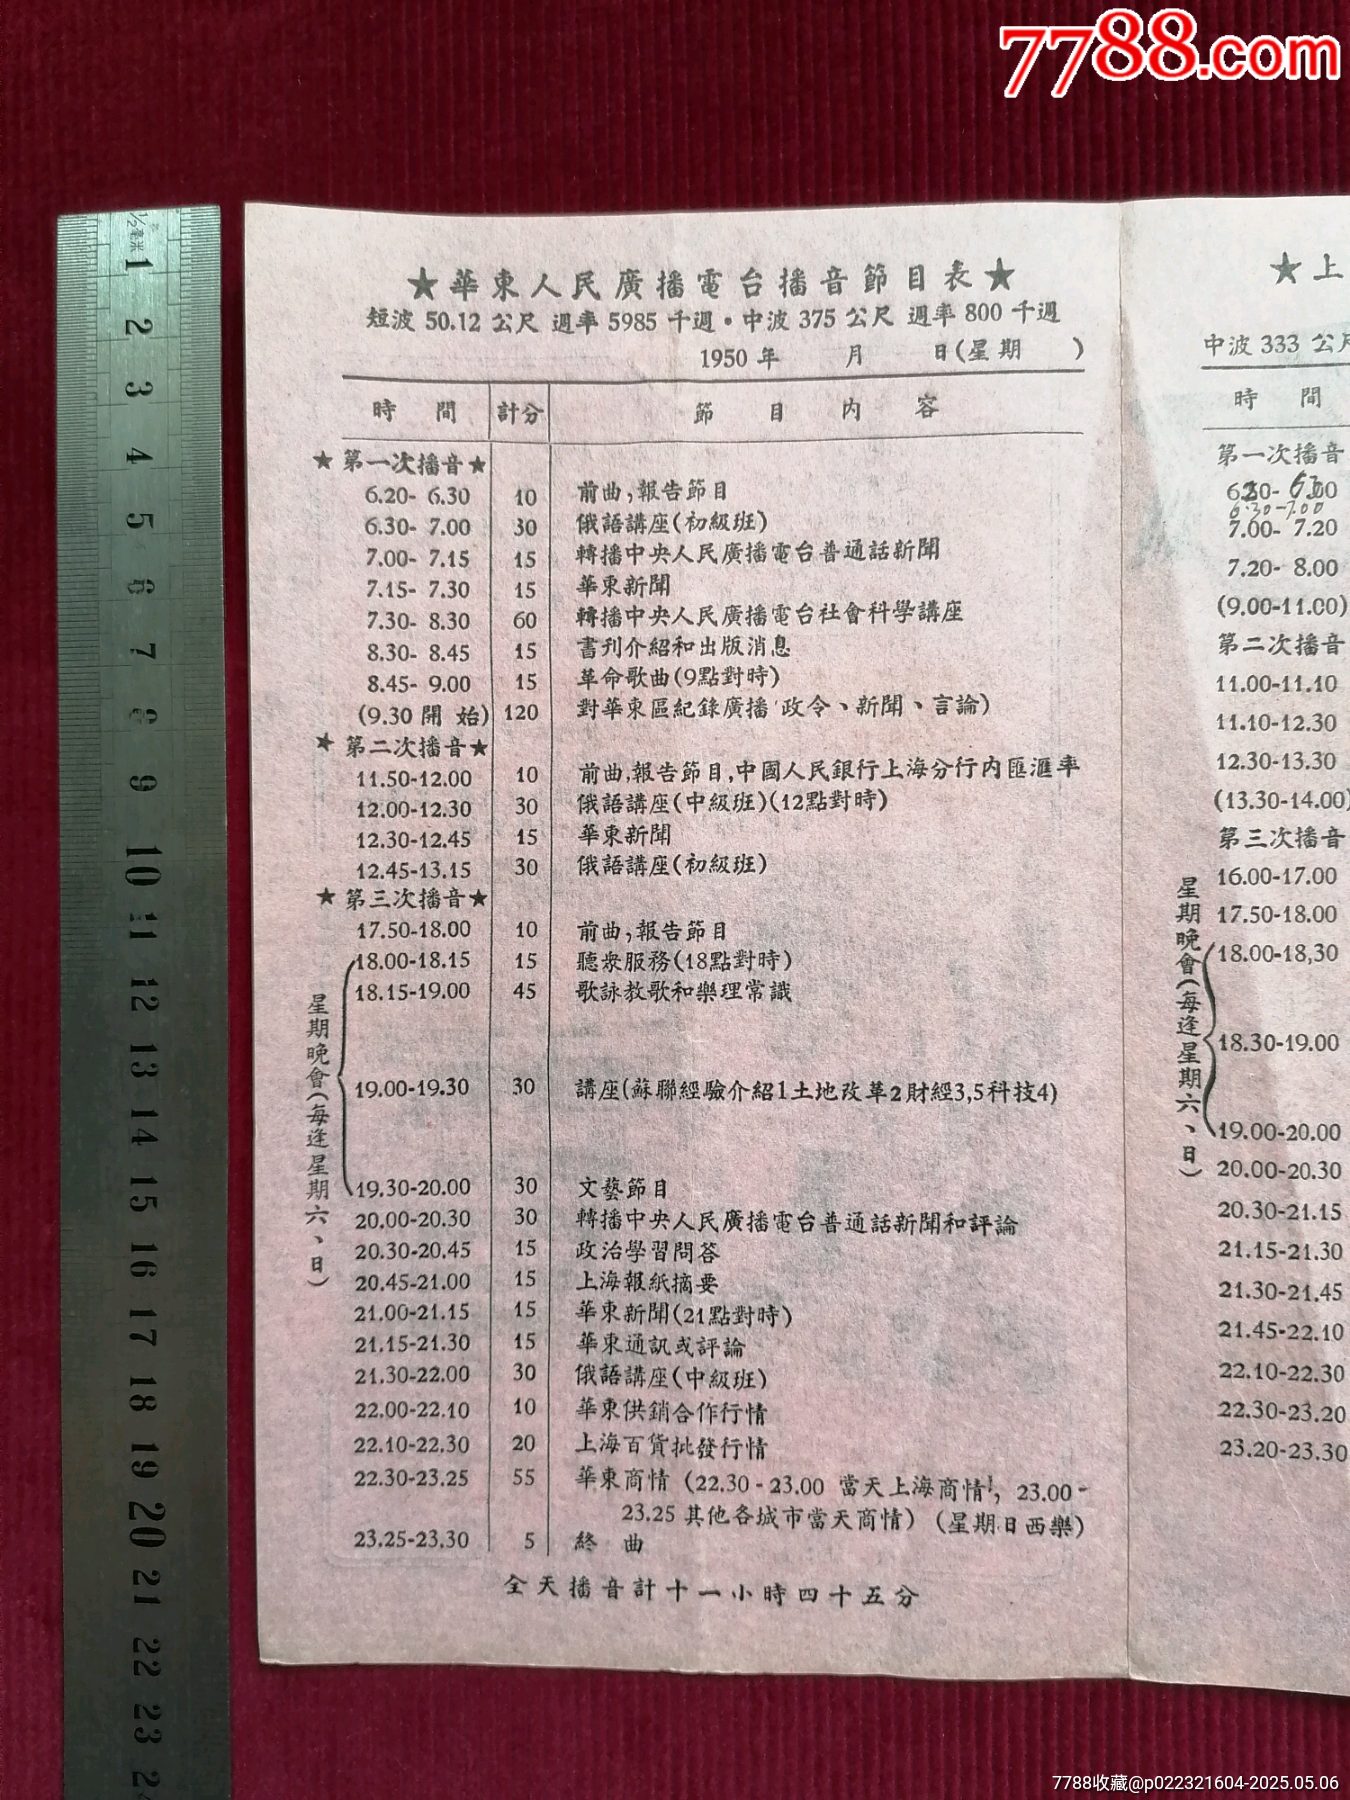 7788.com
★華東人民廣播電台播音節目表★
短波 50.12 公尺 週率 5985 千週・中波 375 公尺 週率 800 千週
1950 年 月 日(星期 )
時 間 計分 節 目 內 容
★第一次播音★
6.20- 6.30 10 前曲,報告節目
6.30- 7.00 30 俄語講座(初級班)
7.00- 7.15 15 轉播中央人民廣播電台普通話新聞
7.15- 7.30 15 華東新聞
7.30- 8.30 60 轉播中央人民廣播電台社會科學講座
8.30- 8.45 15 書刊介紹和出版消息
8.45- 9.00 15 革命歌曲(9點對時)
(9.30 開 始) 120 對華東區紀錄廣播'政令、新聞、言論)
★第二次播音★
11.50-12.00 10 前曲,報告節目,中國人民銀行上海分行內匯滙率
12.00-12.30 30 俄語講座(中級班)(12點對時)
12.30-12.45 15 華東新聞
12.45-13.15 30 俄語講座(初級班)
★第三次播音★
17.50-18.00 10 前曲,報告節目
18.00-18.15 15 聽衆服務(18點對時)
18.15-19.00 45 歌詠教歌和樂理常識
19.00-19.30 30 講座(蘇聯經驗介紹1土地改革2財經3,5科技4)
19.30-20.00 30 文藝節目
星期晚會(每逢星期六、日)
20.00-20.30 30 轉播中央人民廣播電台普通話新聞和評論
20.30-20.45 15 政治學習問答
20.45-21.00 15 上海報紙摘要
21.00-21.15 15 華東新聞(21點對時)
21.15-21.30 15 華東通訊或評論
21.30-22.00 30 俄語講座(中級班)
22.00-22.10 10 華東供銷合作行情
22.10-22.30 20 上海百貨批發行情
22.30-23.25 55 華東商情 (22.30-23.00 當天上海商情', 23.00-
23.25 其他各城市當天商情) (星期日西樂)
23.25-23.30 5 終 曲
全天播音計十一小時四十五分
★上
中波 333 公尺
時 間
第一次播音
7.00- 7.20
7.20- 8.00
(9.00-11.00)
第二次播音
11.00-11.10
11.10-12.30
12.30-13.30
(13.30-14.00)
第三次播音
16.00-17.00
17.50-18.00
18.00-18,30
18.30-19.00
19.00-20.00
星期晚會(每逢星期六、日)
20.00-20.30
20.30-21.15
21.15-21.30
21.30-21.45
21.45-22.10
22.10-22.30
22.30-23.20
23.20-23.30
1/2毫米
1
2
3
4
5
6
7
8
9
10
11
12
13
14
15
16
17
18
19
20
21
22
23
7788收藏@p022321604-2025.05.06